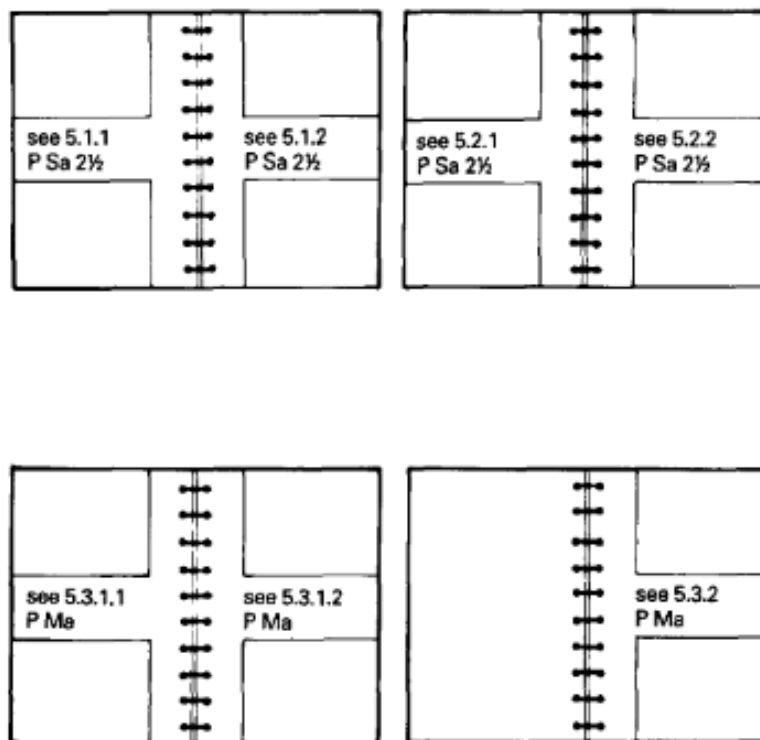 see 5.1.1
P Sa 2½
see 5.1.2
P Sa 2½
see 5.2.1
P Sa 2½
see 5.2.2
P Sa 2½
see 5.3.1.1
P Ma
see 5.3.1.2
P Ma
see 5.3.2
P Ma